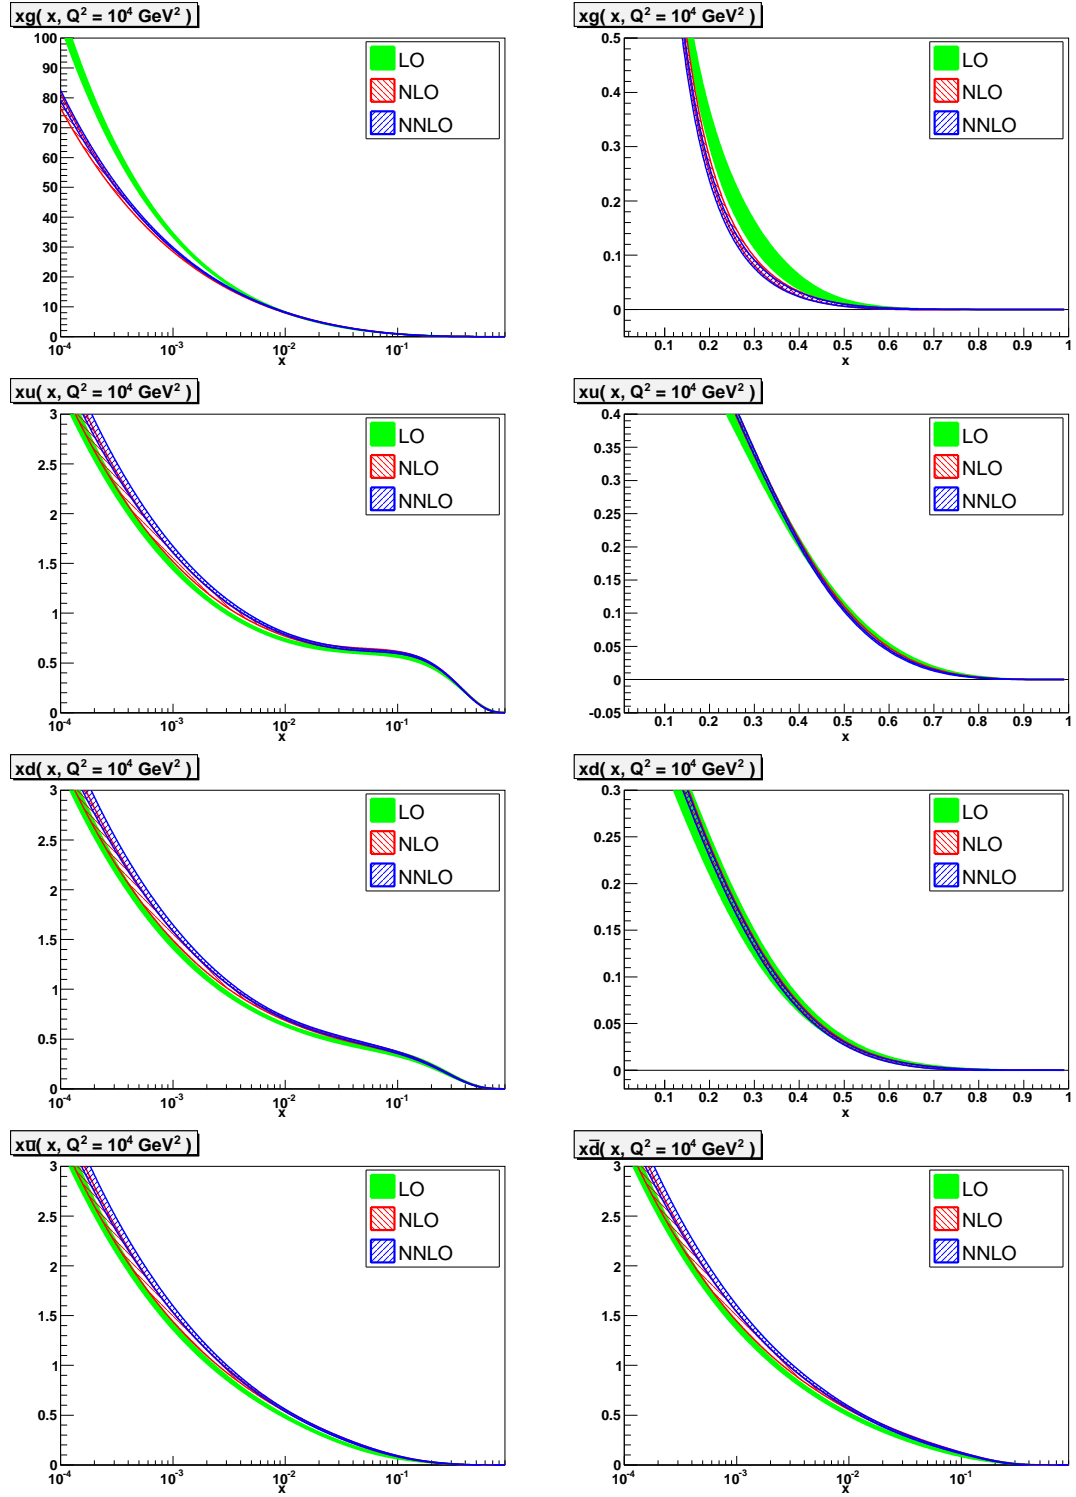 xg( x, Q² = 10⁴ GeV² )
100
90
80
70
60
50
40
30
20
10
0
10⁻⁴
10⁻³
10⁻²
10⁻¹
x
LO
NLO
NNLO
xg( x, Q² = 10⁴ GeV² )
0.5
0.4
0.3
0.2
0.1
0
0.1
0.2
0.3
0.4
0.5
0.6
0.7
0.8
0.9
1
x
LO
NLO
NNLO
xu( x, Q² = 10⁴ GeV² )
3
2.5
2
1.5
1
0.5
0
10⁻⁴
10⁻³
10⁻²
10⁻¹
x
LO
NLO
NNLO
xu( x, Q² = 10⁴ GeV² )
0.4
0.35
0.3
0.25
0.2
0.15
0.1
0.05
0
-0.05
0.1
0.2
0.3
0.4
0.5
0.6
0.7
0.8
0.9
1
x
LO
NLO
NNLO
xd( x, Q² = 10⁴ GeV² )
3
2.5
2
1.5
1
0.5
0
10⁻⁴
10⁻³
10⁻²
10⁻¹
x
LO
NLO
NNLO
xd( x, Q² = 10⁴ GeV² )
0.3
0.25
0.2
0.15
0.1
0.05
0
0.1
0.2
0.3
0.4
0.5
0.6
0.7
0.8
0.9
1
x
LO
NLO
NNLO
xu̅( x, Q² = 10⁴ GeV² )
3
2.5
2
1.5
1
0.5
0
10⁻⁴
10⁻³
10⁻²
10⁻¹
x
LO
NLO
NNLO
xd̅( x, Q² = 10⁴ GeV² )
3
2.5
2
1.5
1
0.5
0
10⁻⁴
10⁻³
10⁻²
10⁻¹
x
LO
NLO
NNLO